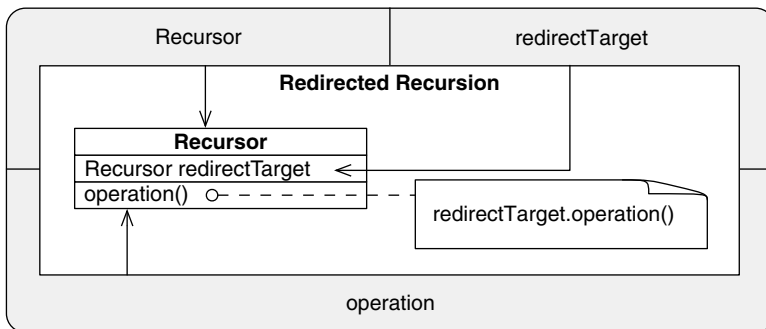 Recursor
redirectTarget
Redirected Recursion
Recursor
Recursor redirectTarget
operation()
redirectTarget.operation()
operation